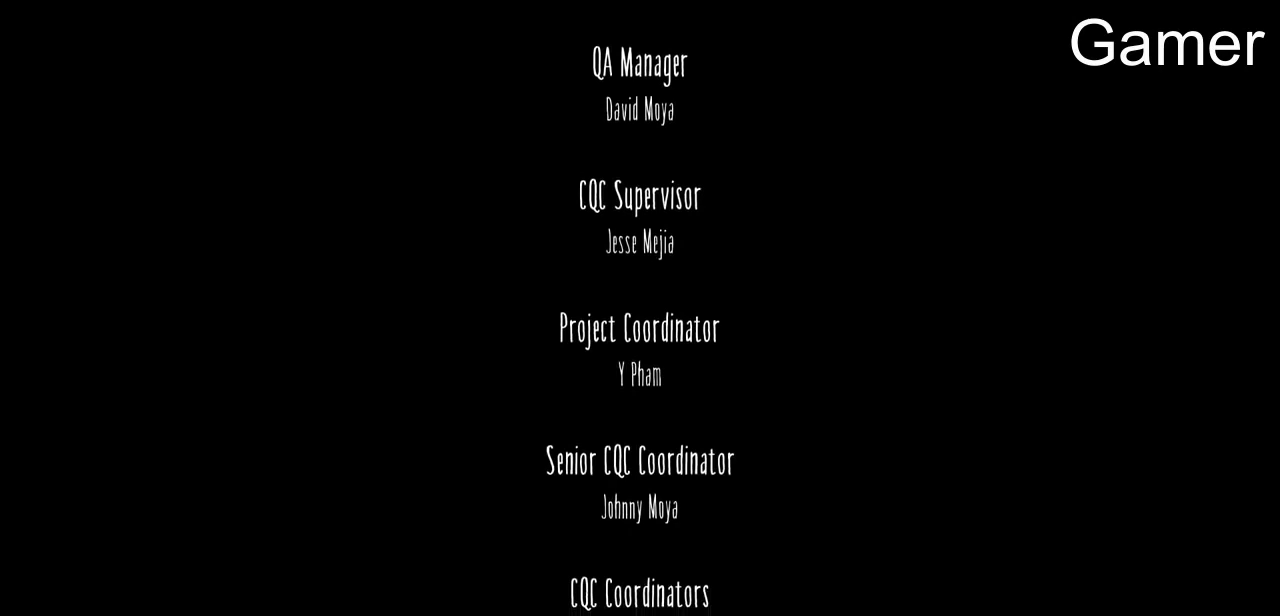 Gamer
QA Manager
David Moya
CQC Supervisor
Jesse Mejia
Project Coordinator
Y Pham
Senior CQC Coordinator
Johnny Moya
CQC Coordinators